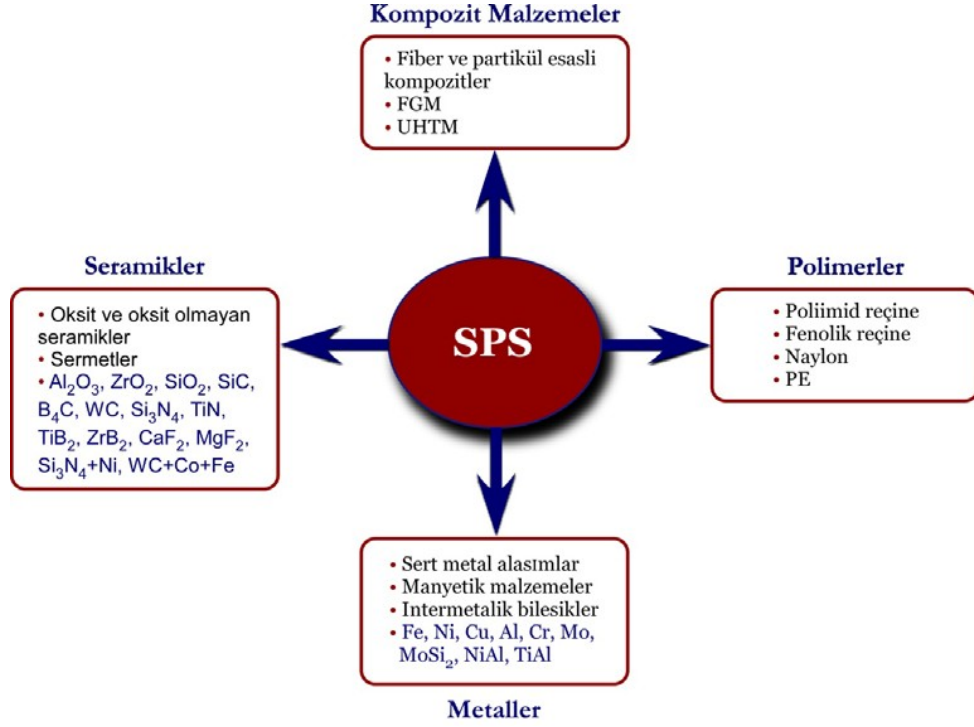 Kompozit Malzemeler
• Fiber ve partikül esasli
kompozitler
• FGM
• UHTM
Seramikler
• Oksit ve oksit olmayan
seramikler
• Sermetler
• Al₂O₃, ZrO₂, SiO₂, SiC,
B₄C, WC, Si₃N₄, TiN,
TiB₂, ZrB₂, CaF₂, MgF₂,
Si₃N₄+Ni, WC+Co+Fe
SPS
Polimerler
• Poliimid reçine
• Fenolik reçine
• Naylon
• PE
• Sert metal alasımlar
• Manyetik malzemeler
• Intermetalik bilesikler
• Fe, Ni, Cu, Al, Cr, Mo,
MoSi₂, NiAl, TiAl
Metaller